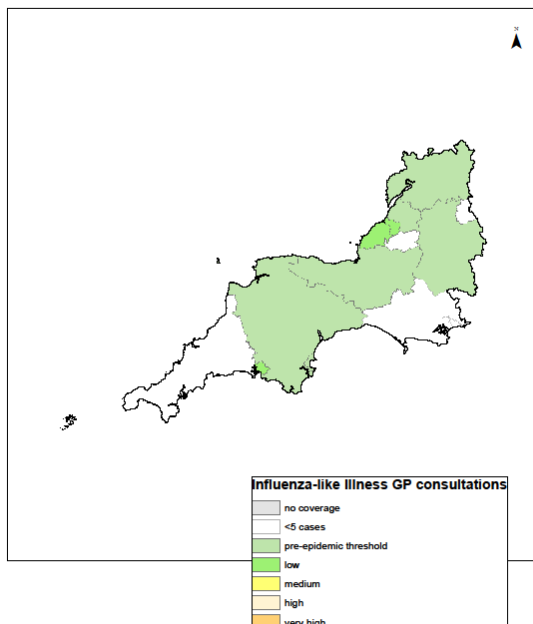 N
Influenza-like Illness GP consultations
no coverage
<5 cases
pre-epidemic threshold
low
medium
high
very high